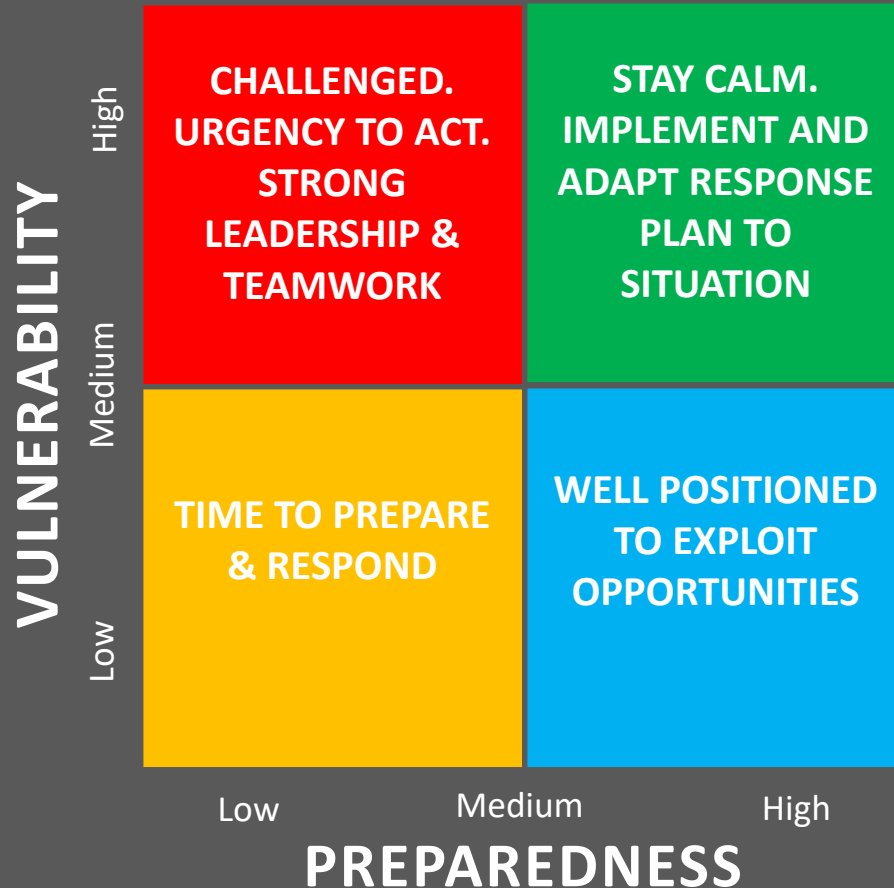 VULNERABILITY
High
Medium
Low
CHALLENGED.
URGENCY TO ACT.
STRONG
LEADERSHIP &
TEAMWORK
STAY CALM.
IMPLEMENT AND
ADAPT RESPONSE
PLAN TO
SITUATION
TIME TO PREPARE
& RESPOND
WELL POSITIONED
TO EXPLOIT
OPPORTUNITIES
Low
Medium
High
PREPAREDNESS